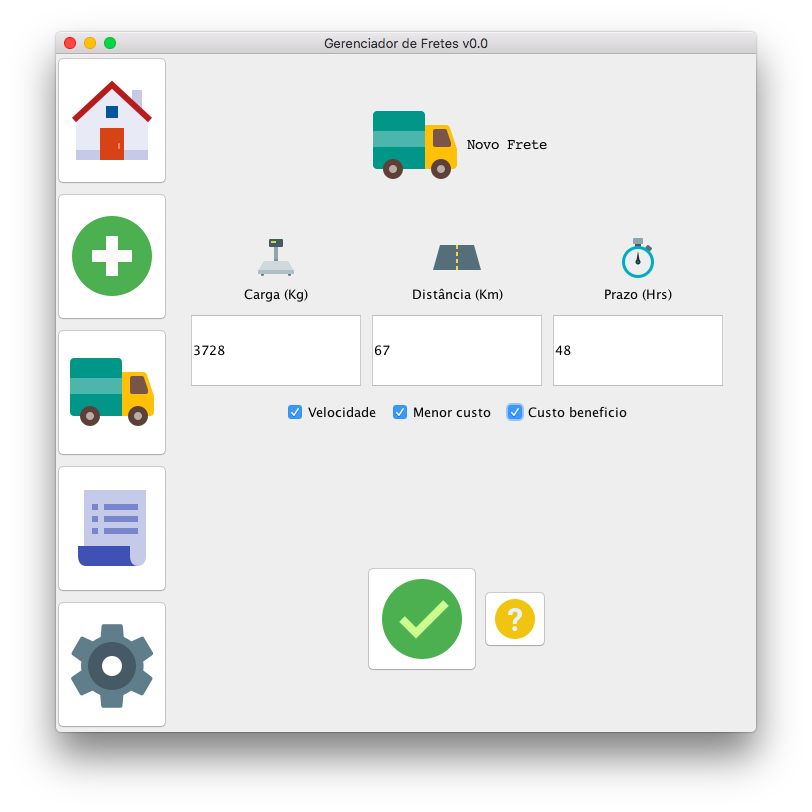 Gerenciador de Fretes v0.0
Novo Frete
Carga (Kg) Distância (Km) Prazo (Hrs)
3728 67 48
Velocidade Menor custo Custo beneficio
?